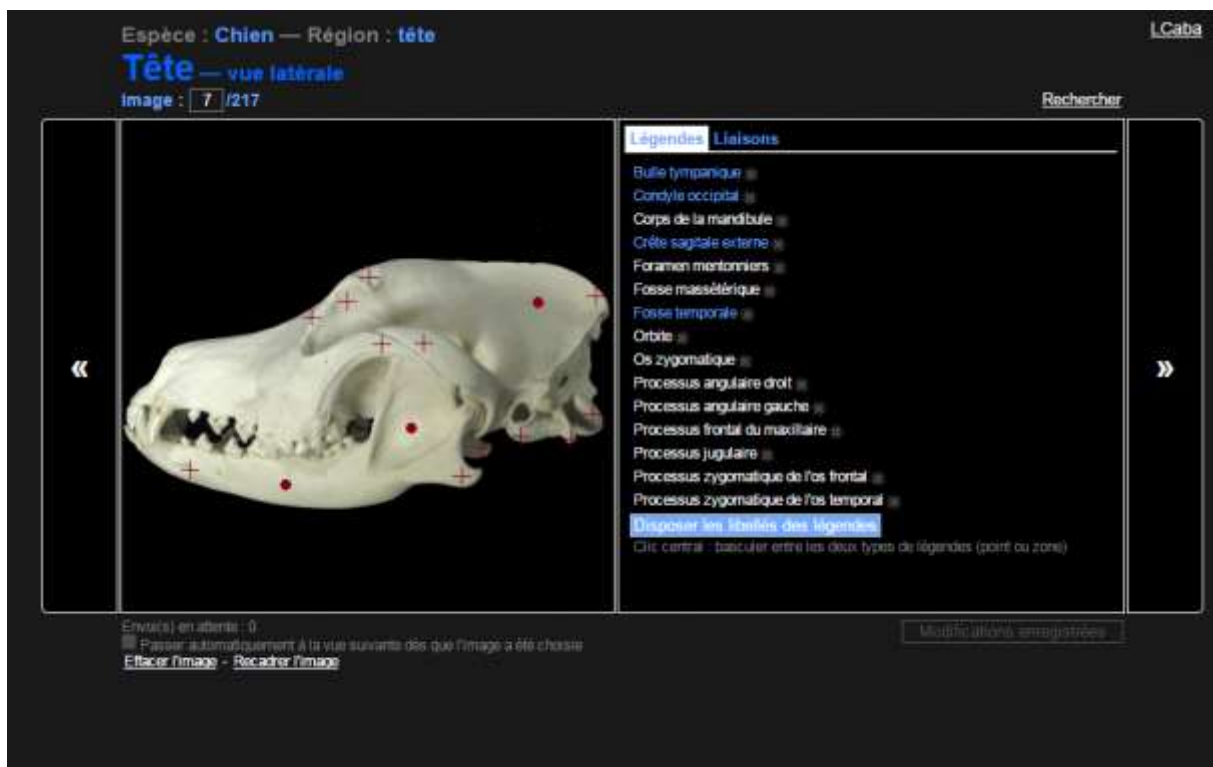 Espèce : Chien — Région : tête
LCaba
Tête — vue latérale
Image : 7 /217
Rechercher
«
Légendes Liaisons
Bulle tympanique
Condyle occipital
Corps de la mandibule
Crête sagitale externe
Foramen mentonniers
Fosse massétérique
Fosse temporale
Orbite
Os zygomatique
Processus angulaire droit
Processus angulaire gauche
Processus frontal du maxillaire
Processus jugulaire
Processus zygomatique de l'os frontal
Processus zygomatique de l'os temporal
Disposer les libellés des légendes
Clic central : basculer entre les deux types de légendes (point ou zone)
»
Envoi(s) en attente : 0
Passer automatiquement à la vue suivante dès que l'image a été choisie
Effacer l'image - Recadrer l'image
Modifications enregistrées